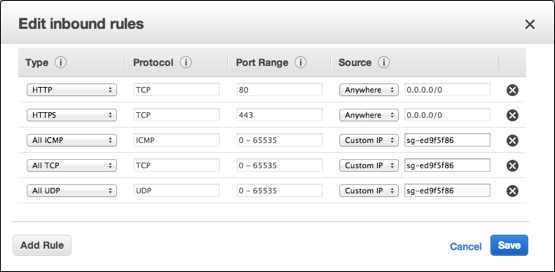 Edit inbound rules
Type Protocol Port Range Source
HTTP TCP 80 Anywhere 0.0.0.0/0
HTTPS TCP 443 Anywhere 0.0.0.0/0
All ICMP ICMP 0 – 65535 Custom IP sg-ed9f5f86
All TCP TCP 0 – 65535 Custom IP sg-ed9f5f86
All UDP UDP 0 – 65535 Custom IP sg-ed9f5f86
Add Rule Cancel Save